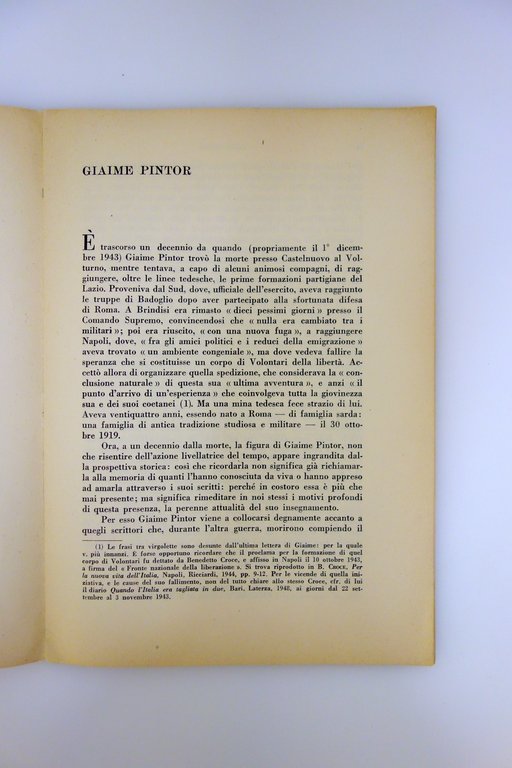 GIAIME PINTOR
È trascorso un decennio da quando (propriamente il 1° dicem-
bre 1943) Giaime Pintor trovò la morte presso Castelnuovo al Vol-
turno, mentre tentava, a capo di alcuni animosi compagni, di rag-
giungere, oltre le linee tedesche, le prime formazioni partigiane del
Lazio. Proveniva dal Sud, dove, ufficiale dell'esercito, aveva raggiunto
le truppe di Badoglio dopo aver partecipato alla sfortunata difesa
di Roma. A Brindisi era rimasto « dieci pessimi giorni » presso il
Comando Supremo, convincendosi che « nulla era cambiato tra i
militari »; poi era riuscito, « con una nuova fuga », a raggiungere
Napoli, dove, « fra gli amici politici e i reduci della emigrazione »
aveva trovato « un ambiente congeniale », ma dove vedeva fallire la
speranza che si costituisse un corpo di Volontari della libertà. Ac-
cettò allora di organizzare quella spedizione, che considerava la « con-
clusione naturale » di questa sua « ultima avventura », e anzi « il
punto d'arrivo di un'esperienza » che coinvolgeva tutta la giovinezza
sua e dei suoi coetanei (1). Ma una mina tedesca fece strazio di lui.
Aveva ventiquattro anni, essendo nato a Roma — di famiglia sarda:
una famiglia di antica tradizione studiosa e militare — il 30 otto-
bre 1919.
Ora, a un decennio dalla morte, la figura di Giaime Pintor, non
che risentire dell'azione livellatrice del tempo, appare ingrandita dal-
la prospettiva storica: così che ricordarla non significa già richiamar-
la alla memoria di quanti l'hanno conosciuta da viva o hanno appreso
ad amarla attraverso i suoi scritti: perché in costoro essa è più che
mai presente; ma significa rimeditare in noi stessi i motivi profondi
di questa presenza, la perenne attualità del suo insegnamento.
Per esso Giaime Pintor viene a collocarsi degnamente accanto a
quegli scrittori che, durante l'altra guerra, morirono compiendo il
(1) Le frasi tra virgolette sono desunte dall'ultima lettera di Giaime: per la quale
v. più innanzi. E forse opportuno ricordare che il proclama per la formazione di quel
corpo di Volontari fu dettato da Benedetto Croce, e affisso in Napoli il 10 ottobre 1943,
a firma del « Fronte nazionale della liberazione ». Si trova riprodotto in B. CROCE, Per
la nuova vita dell'Italia, Napoli, Ricciardi, 1944, pp. 9-12. Per le vicende di quella ini-
ziativa, e le cause del suo fallimento, non del tutto chiare allo stesso Croce, cfr. di lui
il diario Quando l'Italia era tagliata in due, Bari, Laterza, 1948, ai giorni dal 22 set-
tembre al 3 novembre 1943.